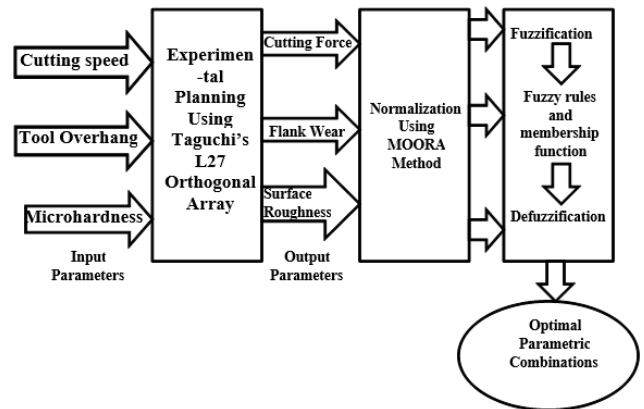 Cutting speed
Tool Overhang
Microhardness
Input
Parameters
Experimen
-tal
Planning
Using
Taguchi's
L27
Orthogonal
Array
Cutting Force
Flank Wear
Surface
Roughness
Output
Parameters
Normalization
Using
MOORA
Method
Fuzzification
Fuzzy rules
and
membership
function
Defuzzification
Optimal
Parametric
Combinations